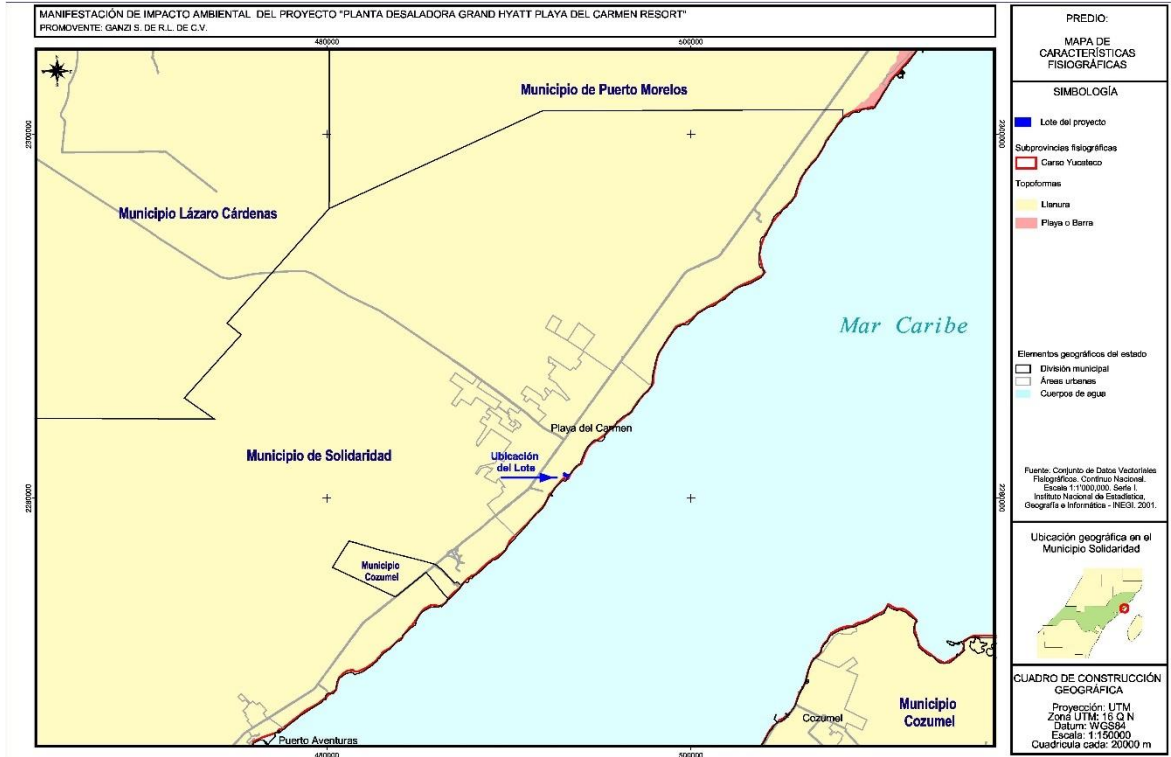 MANIFESTACIÓN DE IMPACTO AMBIENTAL DEL PROYECTO "PLANTA DESALADORA GRAND HYATT PLAYA DEL CARMEN RESORT"
PROMOVENTE: GANZI S. DE R.L. DE C.V.
480000
500000
Municipio de Puerto Morelos
2300000
2300000
Municipio Lázaro Cárdenas
Mar Caribe
Playa del Carmen
Municipio de Solidaridad
Ubicación
del Lote
2280000
2280000
Municipio
Cozumel
Municipio
Cozumel
Cozumel
Puerto Aventuras
480000
500000
PREDIO:
MAPA DE
CARACTERÍSTICAS
FISIOGRÁFICAS
SIMBOLOGÍA
Lote del proyecto
Subprovincias fisiográficas
Carso Yucateco
Topoformas
Llanura
Playa o Barra
Elementos geográficos del estado
División municipal
Áreas urbanas
Cuerpos de agua
Fuente: Conjunto de Datos Vectoriales
Fisiográficos. Continuo Nacional.
Escala 1:1'000,000. Serie I.
Instituto Nacional de Estadística,
Geografía e Informática - INEGI. 2001.
Ubicación geográfica en el
Municipio Solidaridad
CUADRO DE CONSTRUCCIÓN
GEOGRÁFICA
Proyección: UTM
Zona UTM: 16 Q N
Datum: WGS84
Escala: 1:150000
Cuadrícula cada: 20000 m